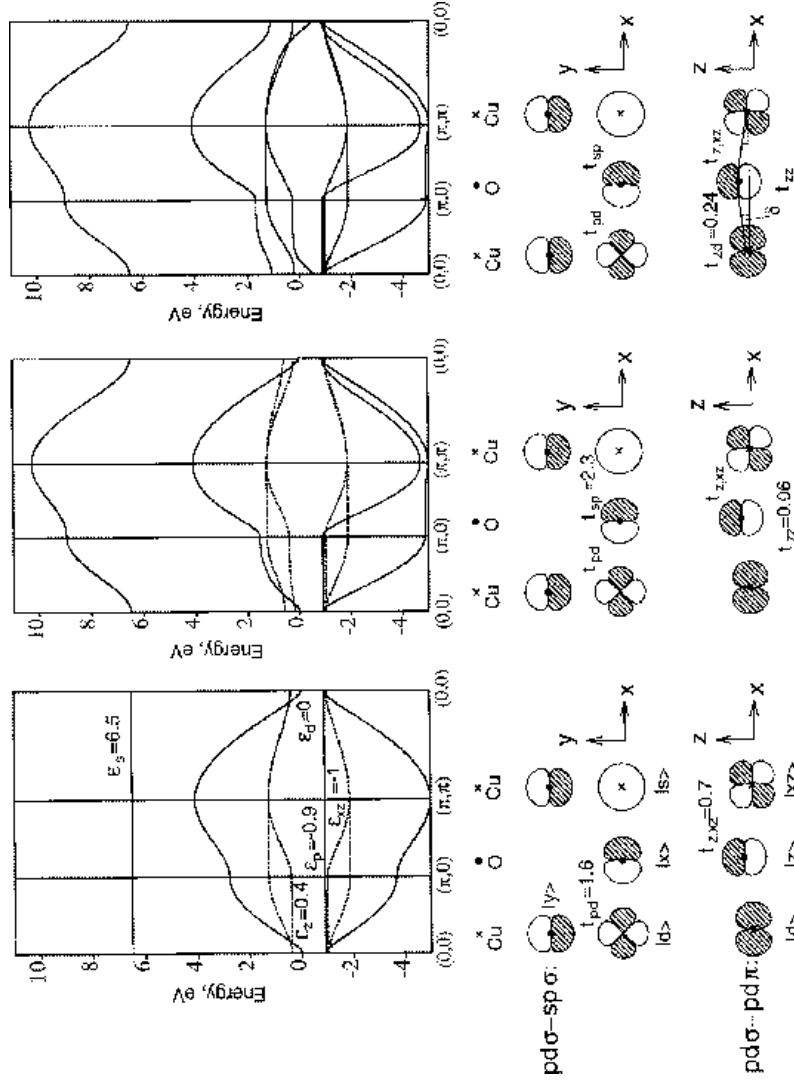 Energy, eV
10
8
6
4
2
0
-2
-4
(0,0) (π,0) (π,π) (0,0)
ε_s=6.5
ε_z=0.4
ε_d=0
ε_p=-0.9
ε_xz=-1
Energy, eV
10
8
6
4
2
0
-2
-4
(0,0) (π,0) (π,π) (0,0)
Energy, eV
10
8
6
4
2
0
-2
-4
(0,0) (π,0) (π,π) (0,0)
× Cu • O × Cu
pdσ-spσ:
|y>
t_pd=1.6
|d> |x> |s>
y
x
pdσ--pdπ:
t_z,xz=0.7
|d> |z> |xz>
z
x
× Cu • O × Cu
t_pd t_sp=2.3
y
x
t_z,xz
t_zz=0.06
z
x
× Cu • O × Cu
t_pd t_sp
y
x
t_zd=0.24 t_z,xz
δ
t_zz
z
x